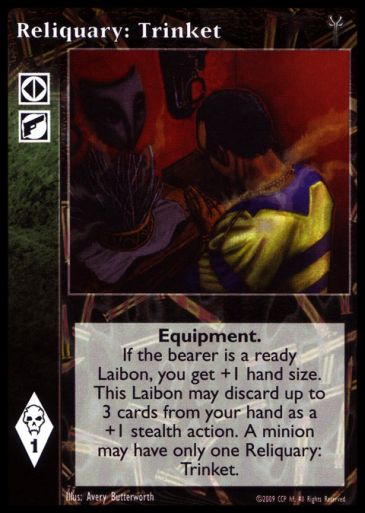 Reliquary: Trinket
Equipment.
If the bearer is a ready
Laibon, you get +1 hand size.
This Laibon may discard up to
3 cards from your hand as a
+1 stealth action. A minion
may have only one Reliquary:
Trinket.
1
Illus: Avery Butterworth
©2009 CCP hf. All Rights Reserved